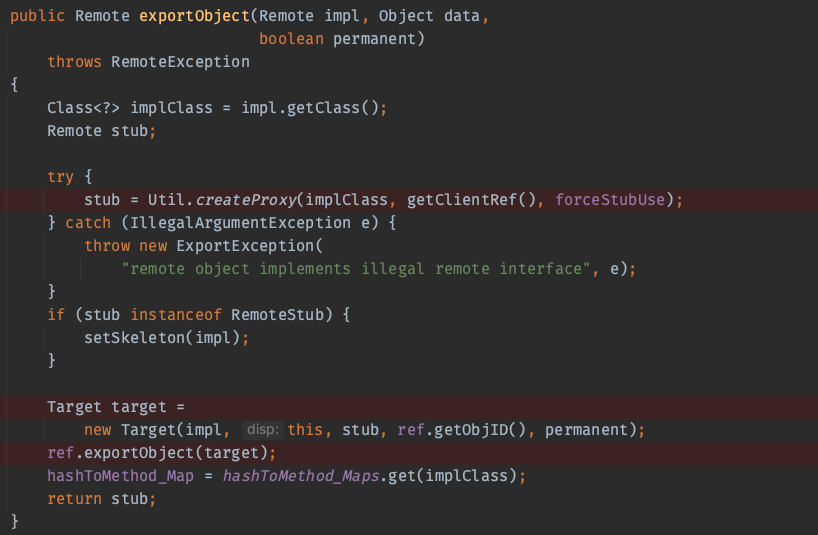 public Remote exportObject(Remote impl, Object data,
                           boolean permanent)
    throws RemoteException
{
    Class<?> implClass = impl.getClass();
    Remote stub;

    try {
        stub = Util.createProxy(implClass, getClientRef(), forceStubUse);
    } catch (IllegalArgumentException e) {
        throw new ExportException(
            "remote object implements illegal remote interface", e);
    }
    if (stub instanceof RemoteStub) {
        setSkeleton(impl);
    }

    Target target =
        new Target(impl, disp: this, stub, ref.getObjID(), permanent);
    ref.exportObject(target);
    hashToMethod_Map = hashToMethod_Maps.get(implClass);
    return stub;
}